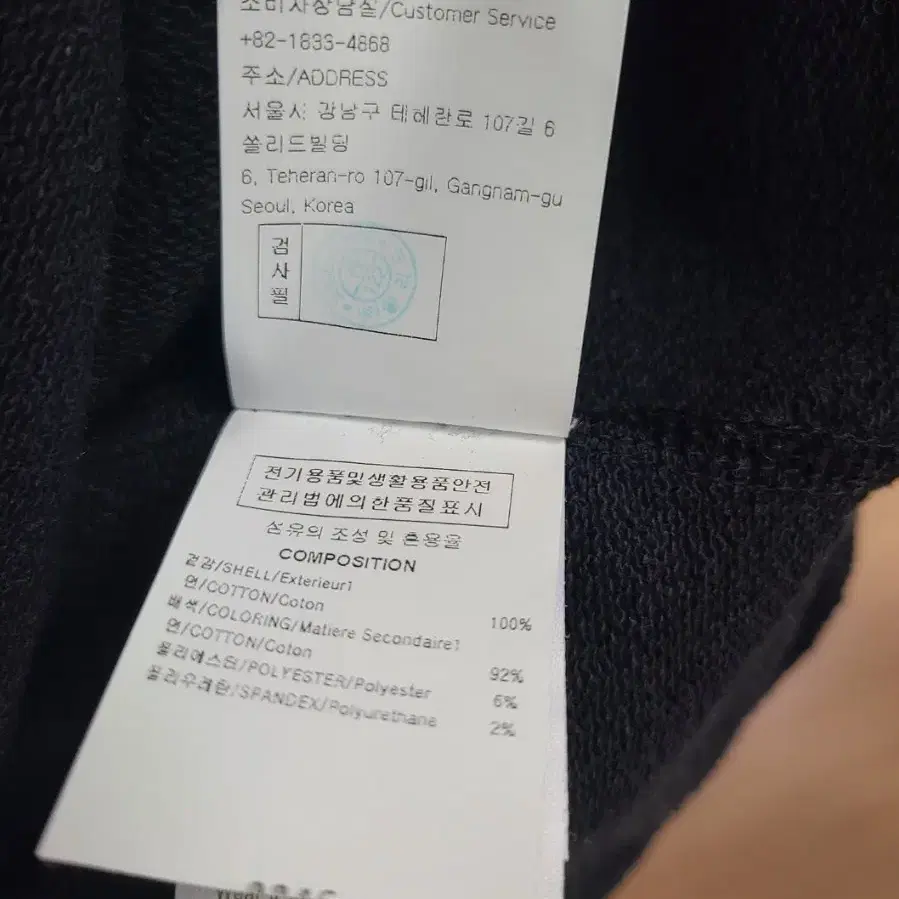 소비자상담실/Customer Service
+82-1833-4868
주소/ADDRESS
서울시 강남구 테헤란로 107길 6
쏠리드빌딩
6, Teheran-ro 107-gil, Gangnam-gu
Seoul, Korea
검사필
전기용품및생활용품안전
관리법에의한품질표시
섬유의 조성 및 혼용율
COMPOSITION
겉감/SHELL/Exterieur1
면/COTTON/Coton 100%
배색/COLORING/Matiere Secondaire1
면/COTTON/Coton 92%
폴리에스터/POLYESTER/Polyester 6%
폴리우레탄/SPANDEX/Polyurethane 2%